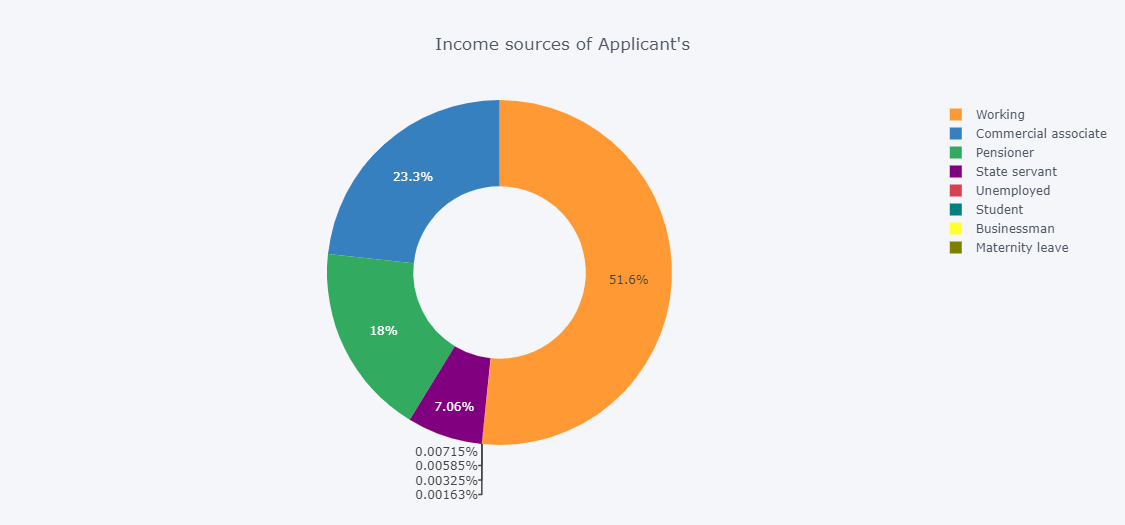 Income sources of Applicant's
Working
Commercial associate
Pensioner
State servant
Unemployed
Student
Businessman
Maternity leave
23.3%
51.6%
18%
7.06%
0.00715%
0.00585%
0.00325%
0.00163%